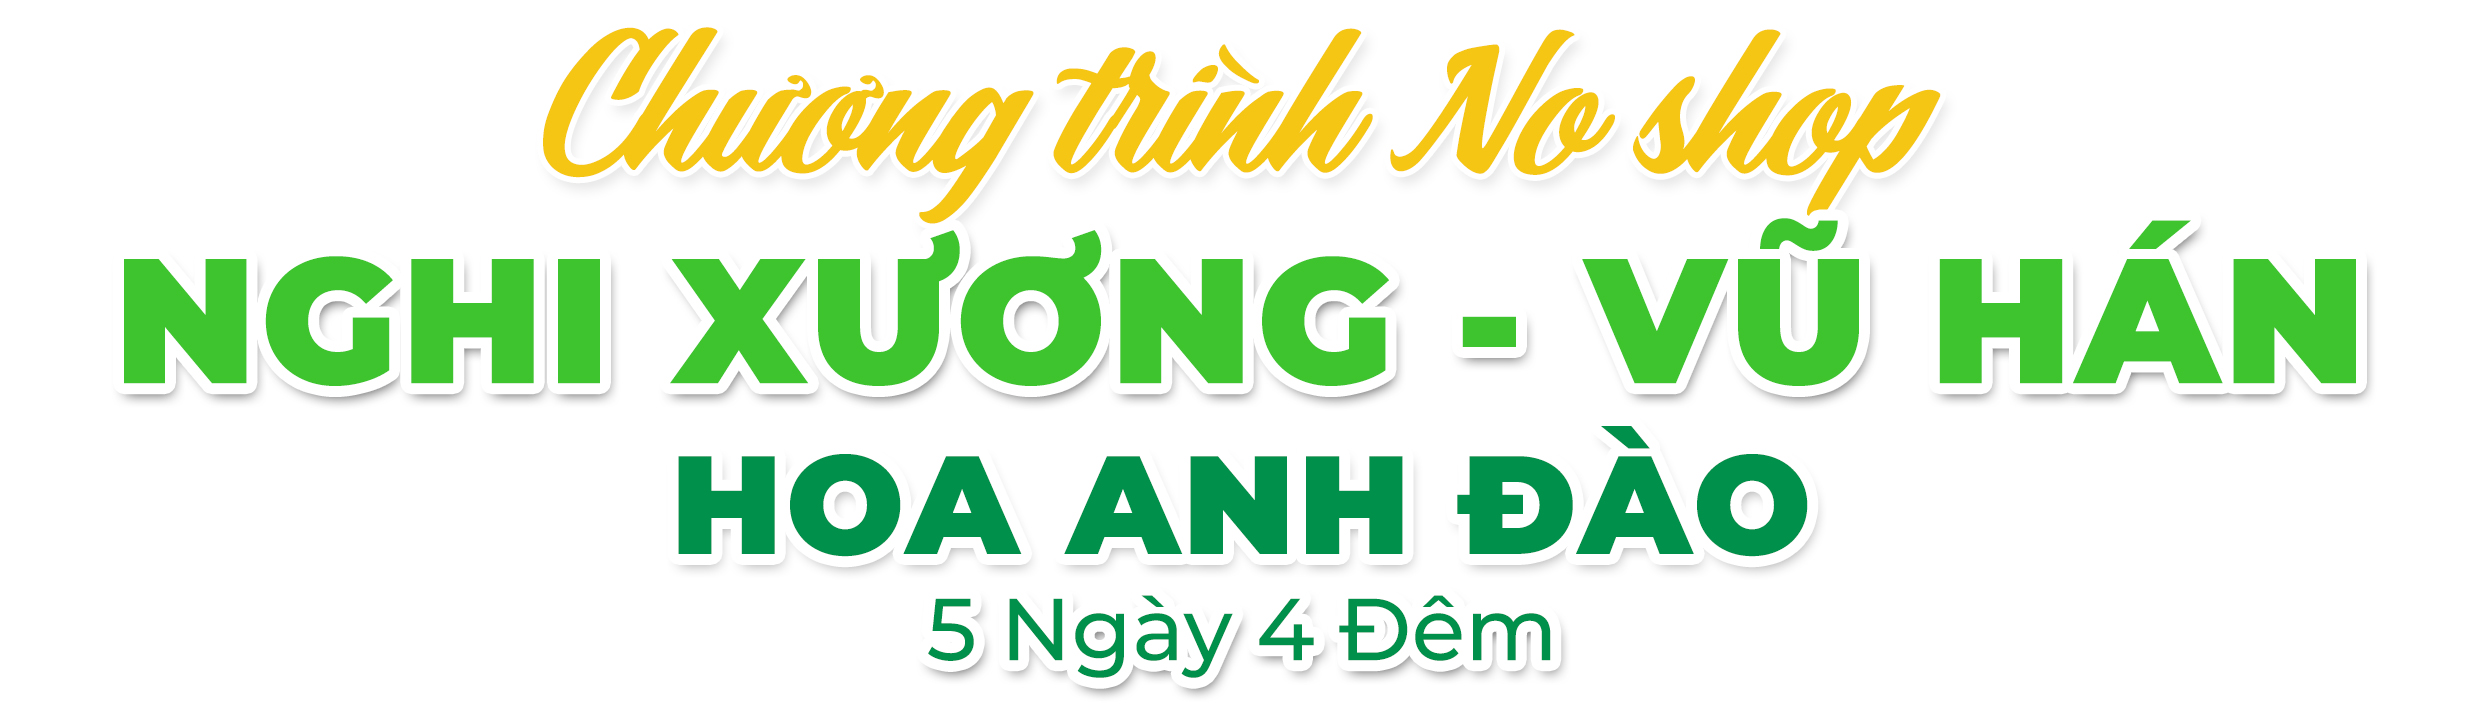 Chương trình No shop
NGHI XƯƠNG - VŨ HÁN
HOA ANH ĐÀO
5 Ngày 4 Đêm